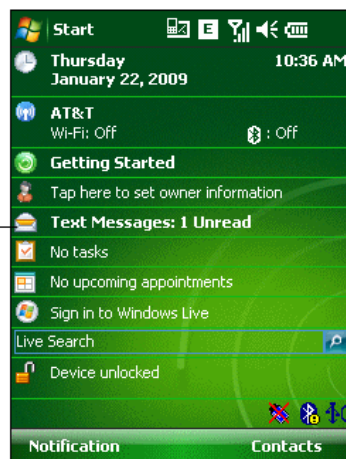 Start
E
Thursday 10:36 AM
January 22, 2009
AT&T
Wi-Fi: Off : Off
Getting Started
Tap here to set owner information
Text Messages: 1 Unread
No tasks
No upcoming appointments
Sign in to Windows Live
Live Search
Device unlocked
Notification Contacts